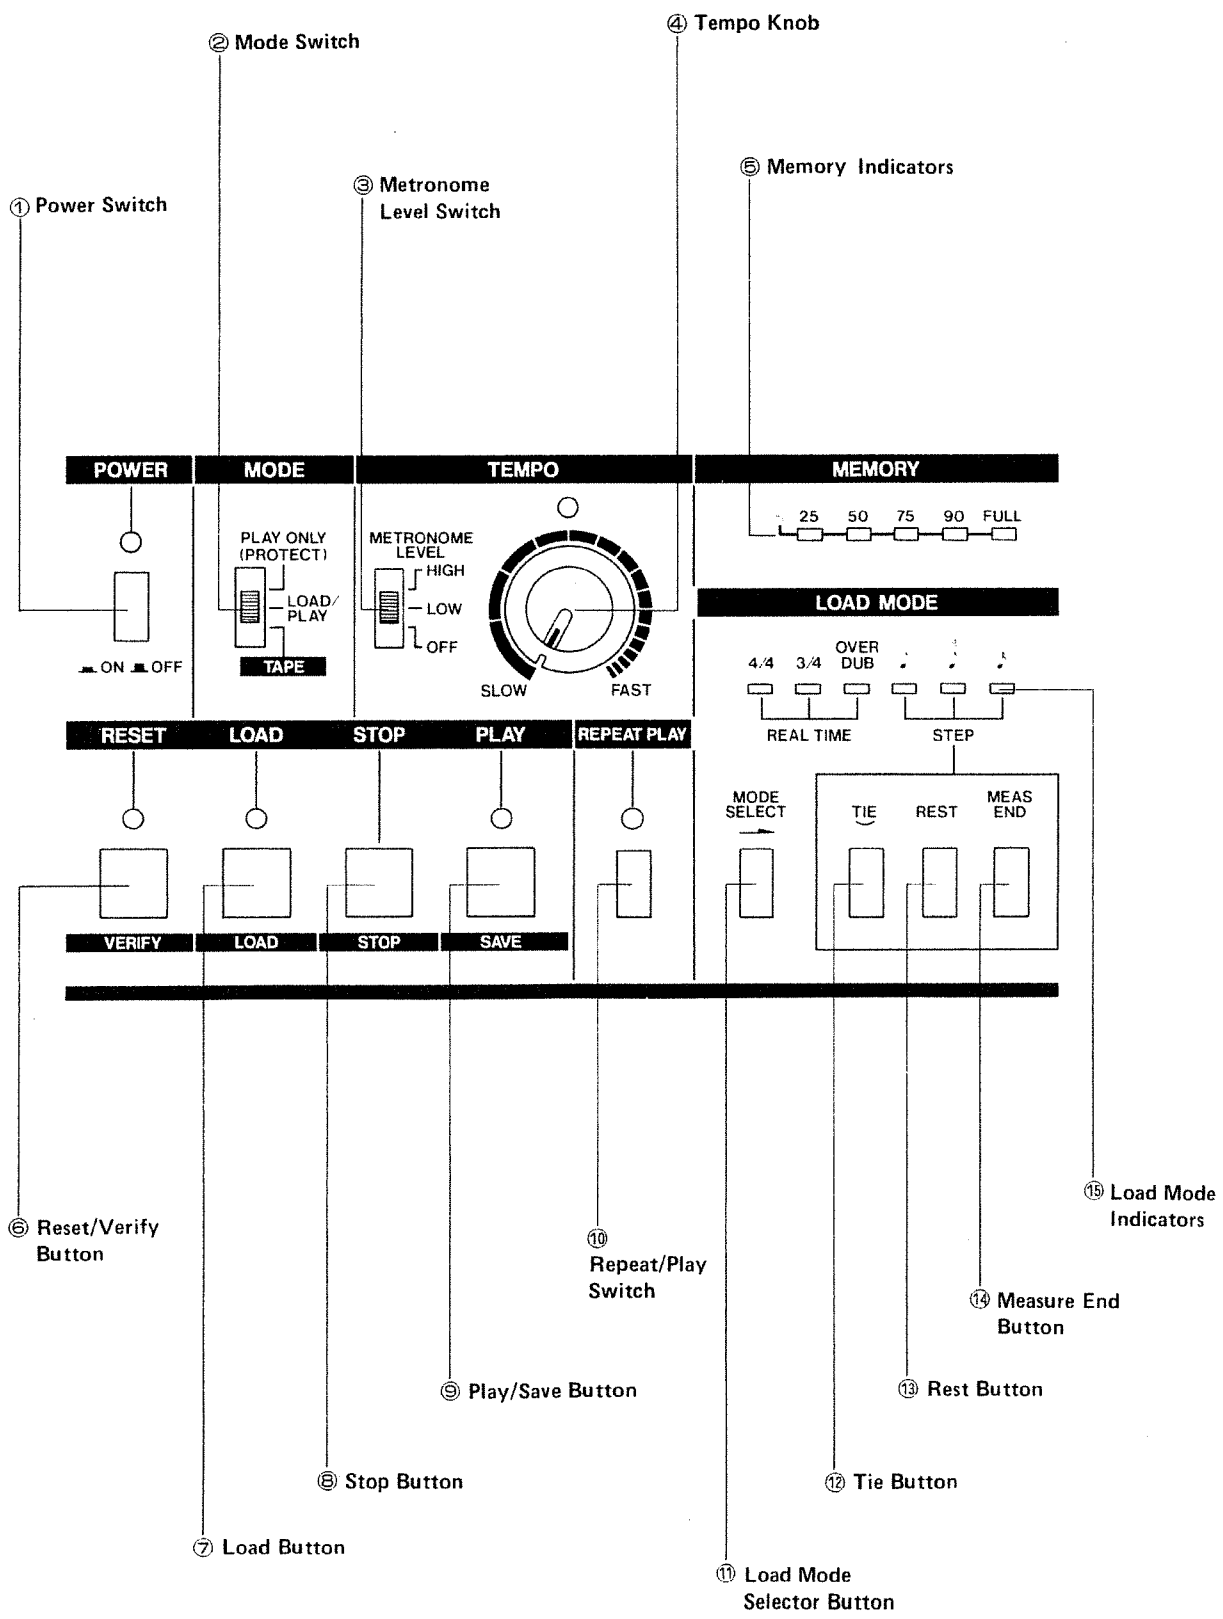 ④ Tempo Knob
② Mode Switch
⑤ Memory Indicators
③ Metronome
Level Switch
① Power Switch
POWER
MODE
TEMPO
MEMORY
25 50 75 90 FULL
PLAY ONLY
(PROTECT)
LOAD/
PLAY
TAPE
METRONOME
LEVEL
HIGH
LOW
OFF
SLOW
FAST
ON OFF
LOAD MODE
4/4 3/4 OVER
DUB
REAL TIME
STEP
RESET
LOAD
STOP
PLAY
REPEAT PLAY
MODE
SELECT
TIE
REST
MEAS
END
VERIFY
LOAD
STOP
SAVE
⑮ Load Mode
Indicators
⑥ Reset/Verify
Button
⑩
Repeat/Play
Switch
⑭ Measure End
Button
⑨ Play/Save Button
⑬ Rest Button
⑧ Stop Button
⑫ Tie Button
⑦ Load Button
⑪ Load Mode
Selector Button